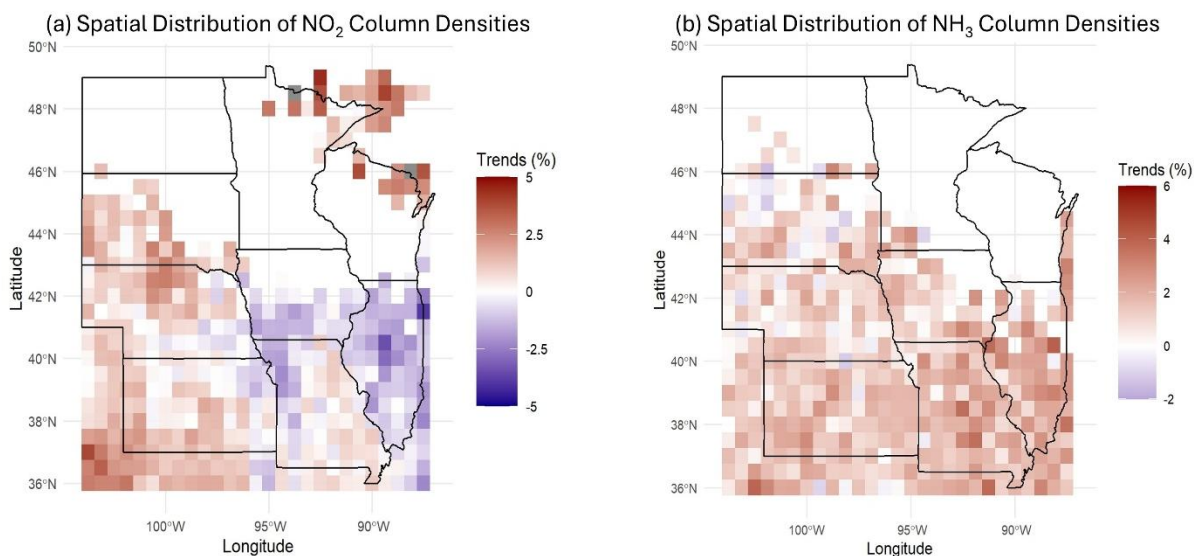 (a) Spatial Distribution of NO₂ Column Densities
50°N
48°N
46°N
44°N
42°N
40°N
38°N
36°N
Latitude
100°W
95°W
90°W
Longitude
Trends (%)
5
2.5
0
-2.5
-5
(b) Spatial Distribution of NH₃ Column Densities
50°N
48°N
46°N
44°N
42°N
40°N
38°N
36°N
Latitude
100°W
95°W
90°W
Longitude
Trends (%)
6
4
2
0
-2